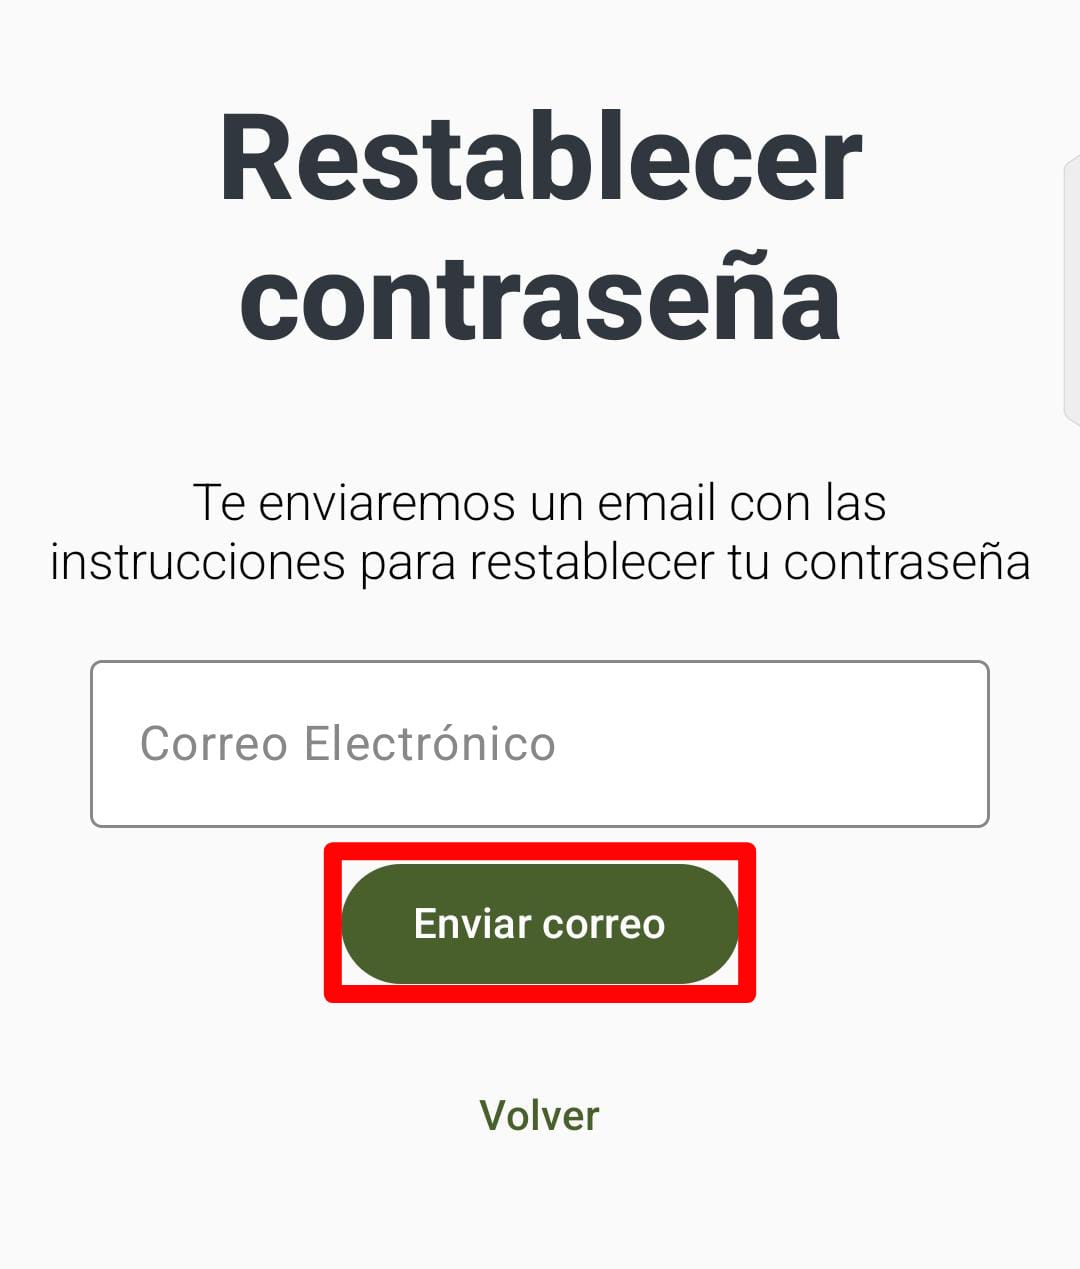 Restablecer
contraseña
Te enviaremos un email con las
instrucciones para restablecer tu contraseña
Correo Electrónico
Enviar correo
Volver